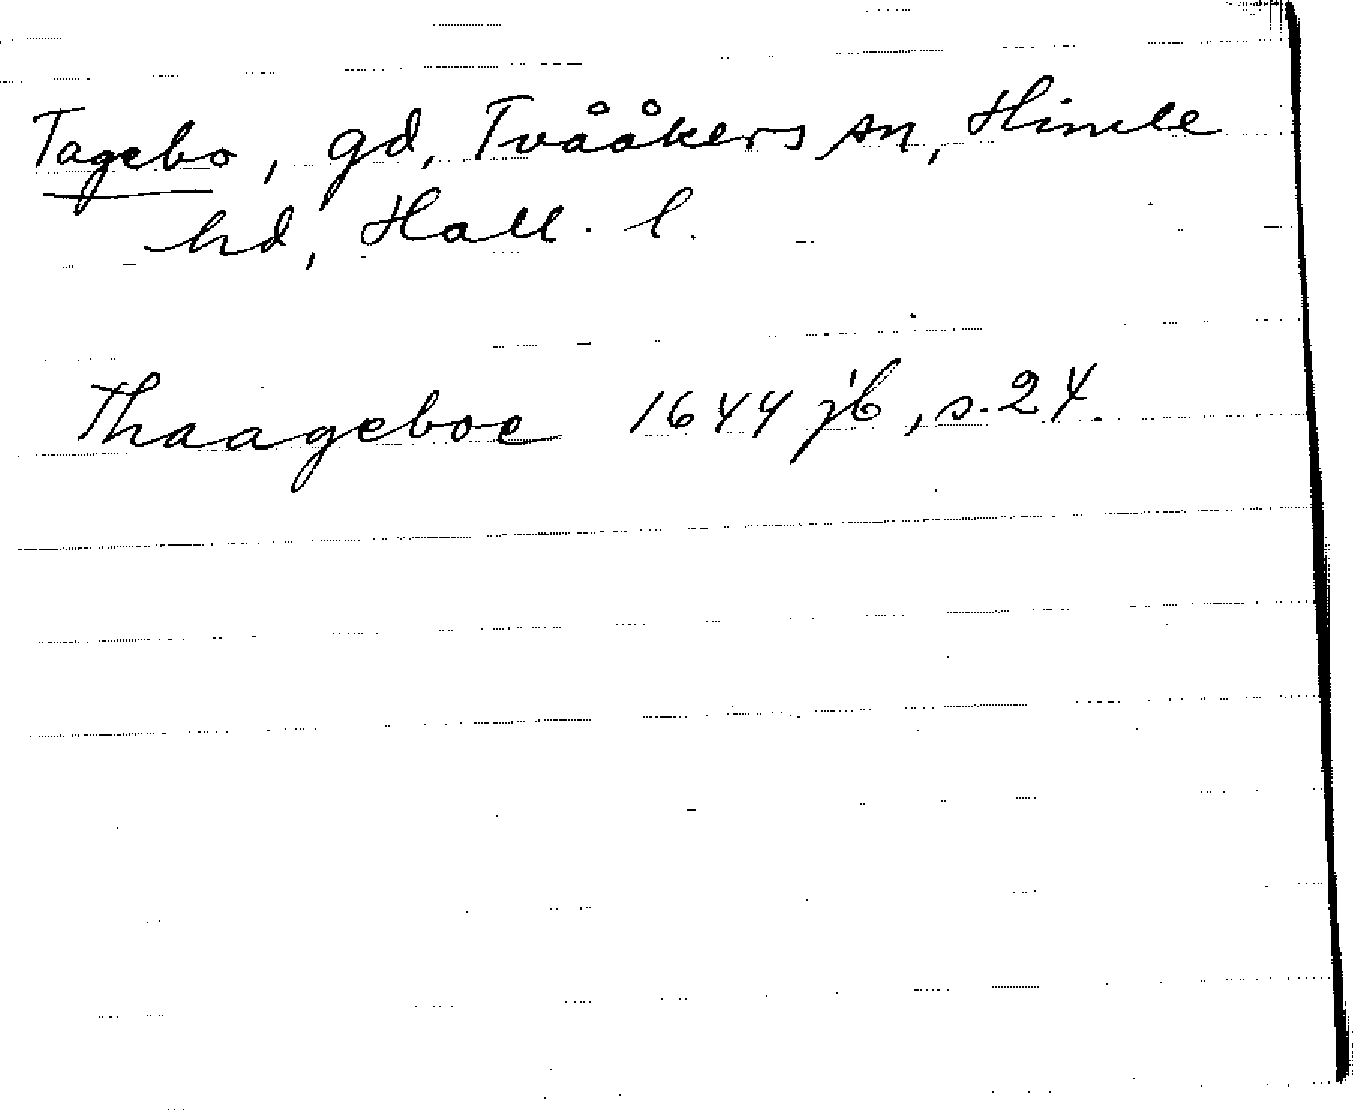 Tagebo, gd, Tvååkers sn, Himle
hd, Hall. l.
Thaageboe 1644 jb, s. 24.